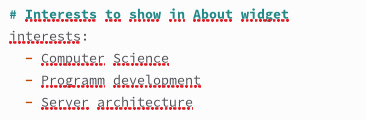 # Interests to show in About widget
interests:
- Computer Science
- Programm development
- Server architecture